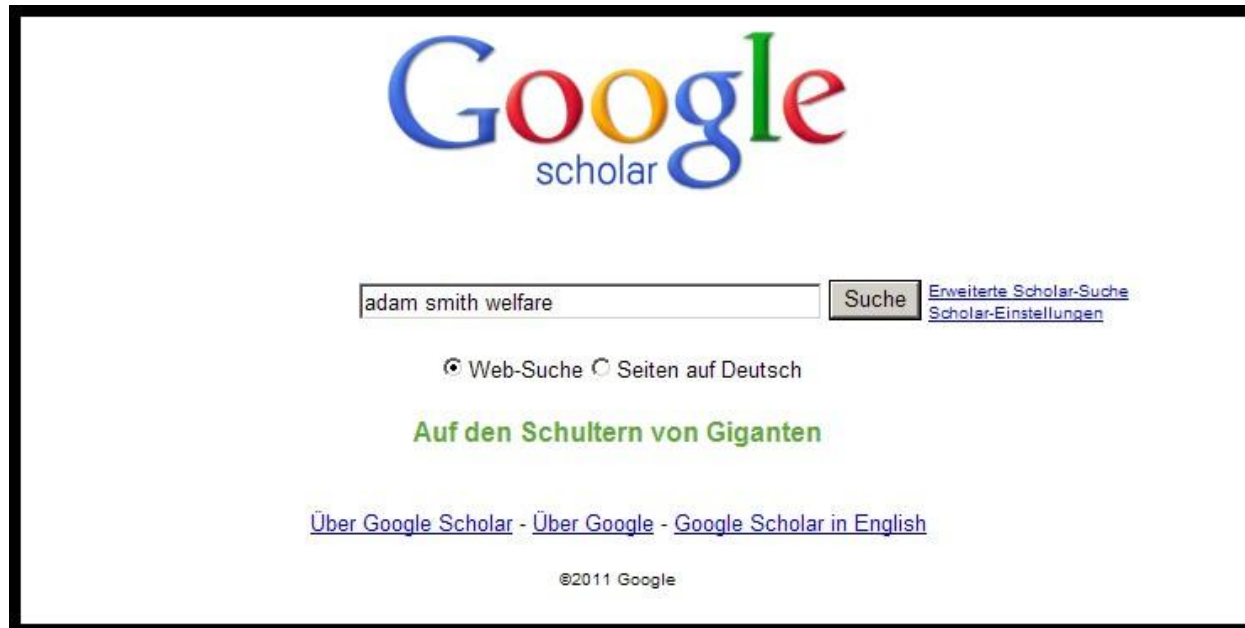 Google
scholar
adam smith welfare
Suche
Erweiterte Scholar-Suche
Scholar-Einstellungen
Web-Suche Seiten auf Deutsch
Auf den Schultern von Giganten
Über Google Scholar - Über Google - Google Scholar in English
©2011 Google